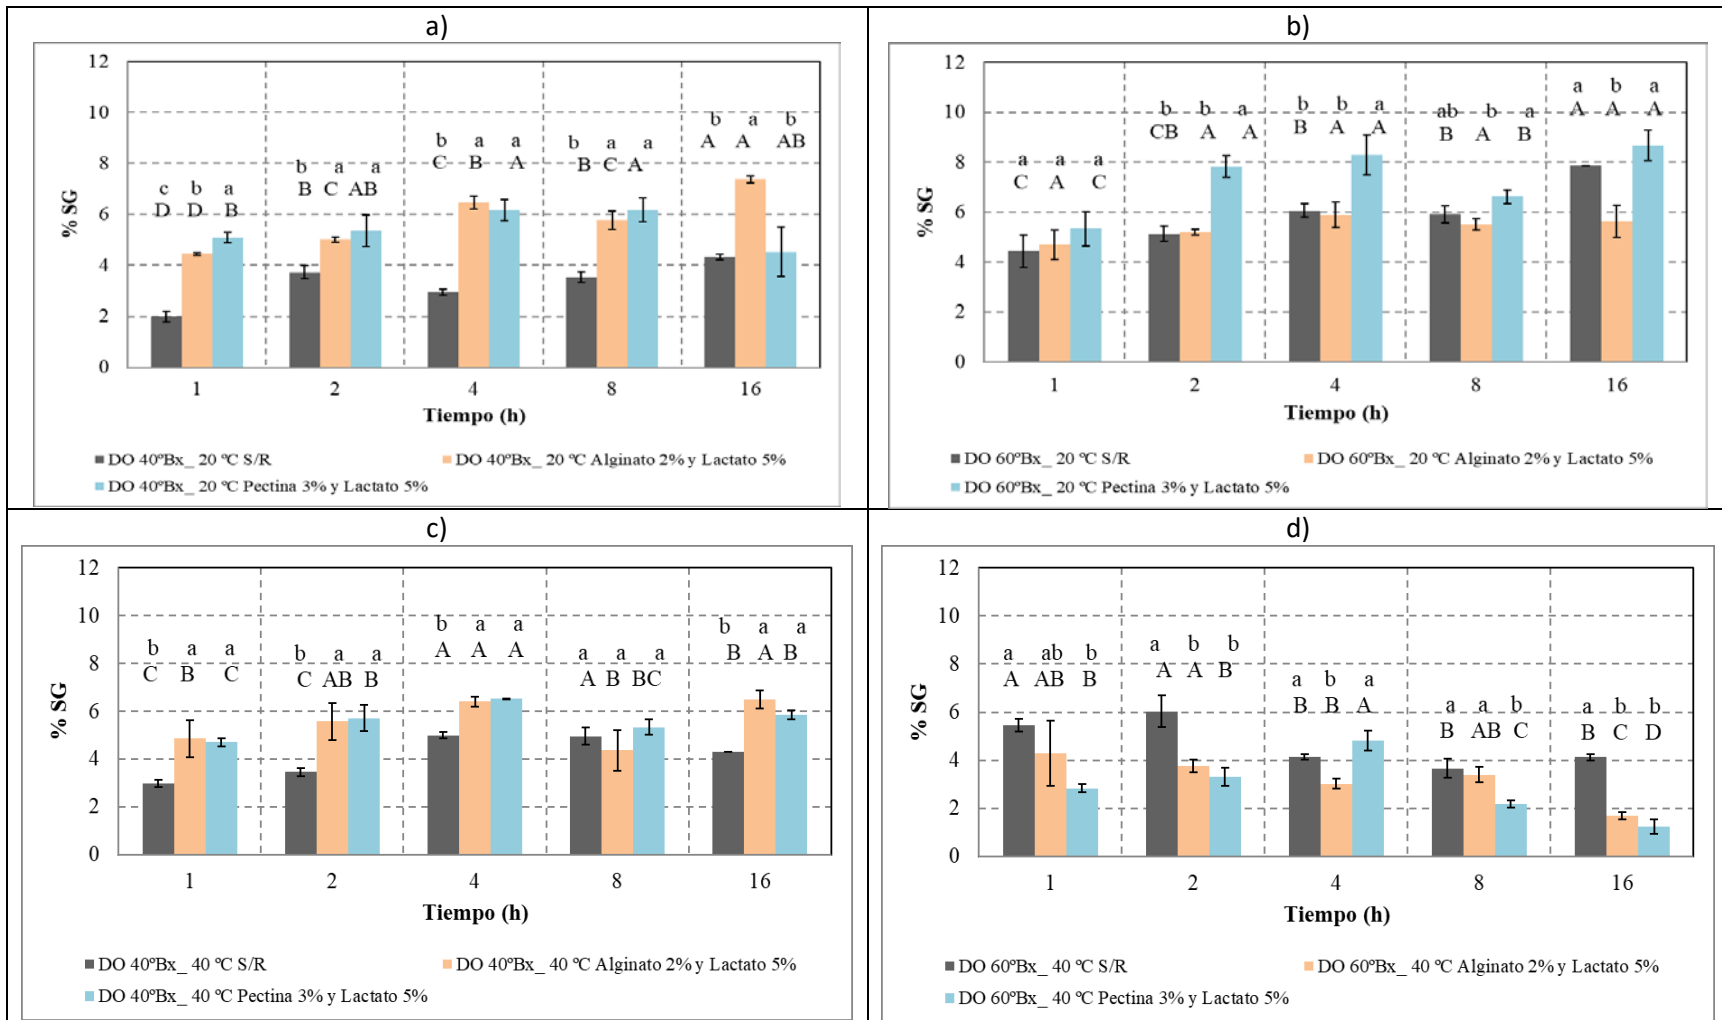 a)
12
10
8
6
4
2
0
% SG
c b a
D D B
b a a
B C AB
b a a
C B A
b a a
B C A
b a b
A A AB
1 2 4 8 16
Tiempo (h)
DO 40ºBx_ 20 ºC S/R
DO 40ºBx_ 20 ºC Alginato 2% y Lactato 5%
DO 40ºBx_ 20 ºC Pectina 3% y Lactato 5%
b)
12
10
8
6
4
2
0
% SG
a a a
C A C
b b a
CB A A
b b a
B A A
ab b a
B A B
a b a
A A A
1 2 4 8 16
Tiempo (h)
DO 60ºBx_ 20 ºC S/R
DO 60ºBx_ 20 ºC Alginato 2% y Lactato 5%
DO 60ºBx_ 20 ºC Pectina 3% y Lactato 5%
c)
12
10
8
6
4
2
0
% SG
b a a
C B C
b a a
C AB B
b a a
A A A
a a a
A B BC
b a a
B A B
1 2 4 8 16
Tiempo (h)
DO 40ºBx_ 40 ºC S/R
DO 40ºBx_ 40 ºC Alginato 2% y Lactato 5%
DO 40ºBx_ 40 ºC Pectina 3% y Lactato 5%
d)
12
10
8
6
4
2
0
% SG
a ab b
A AB B
a b b
A A B
a b a
B B A
a a b
B AB C
a b b
B C D
1 2 4 8 16
Tiempo (h)
DO 60ºBx_ 40 ºC S/R
DO 60ºBx_ 40 ºC Alginato 2% y Lactato 5%
DO 60ºBx_ 40 ºC Pectina 3% y Lactato 5%